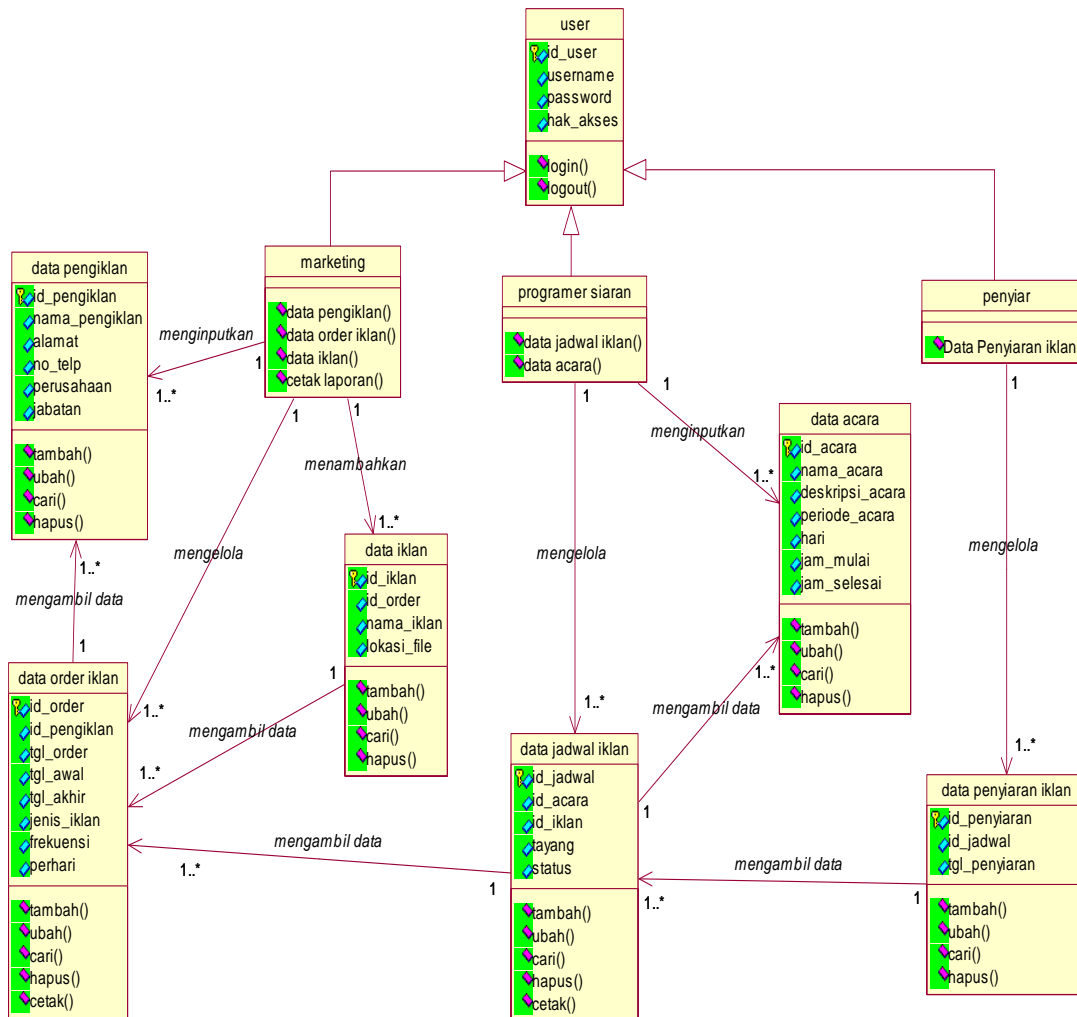 user
id_user
username
password
hak_akses
login()
logout()
marketing
data pengiklan()
data order iklan()
data iklan()
cetak laporan()
programer siaran
data jadwal iklan()
data acara()
penyiar
Data Penyiaran iklan()
data pengiklan
id_pengiklan
nama_pengiklan
alamat
no_telp
perusahaan
jabatan
tambah()
ubah()
cari()
hapus()
menginputkan
1
1..*
1
1
menambahkan
1..*
mengelola
1..*
1
1
menginputkan
1..*
mengelola
1..*
1
mengelola
1..*
data acara
id_acara
nama_acara
deskripsi_acara
periode_acara
hari
jam_mulai
jam_selesai
tambah()
ubah()
cari()
hapus()
1..*
mengambil data
1
data iklan
id_iklan
id_order
nama_iklan
lokasi_file
tambah()
ubah()
cari()
hapus()
1
mengambil data
1..*
1..*
mengambil data
1
data order iklan
id_order
id_pengiklan
tgl_order
tgl_awal
tgl_akhir
jenis_iklan
frekuensi
perhari
tambah()
ubah()
cari()
hapus()
cetak()
mengambil data
1..*
1
data jadwal iklan
id_jadwal
id_acara
id_iklan
tayang
status
tambah()
ubah()
cari()
hapus()
cetak()
mengambil data
1..*
1
data penyiaran iklan
id_penyiaran
id_jadwal
tgl_penyiaran
tambah()
ubah()
cari()
hapus()